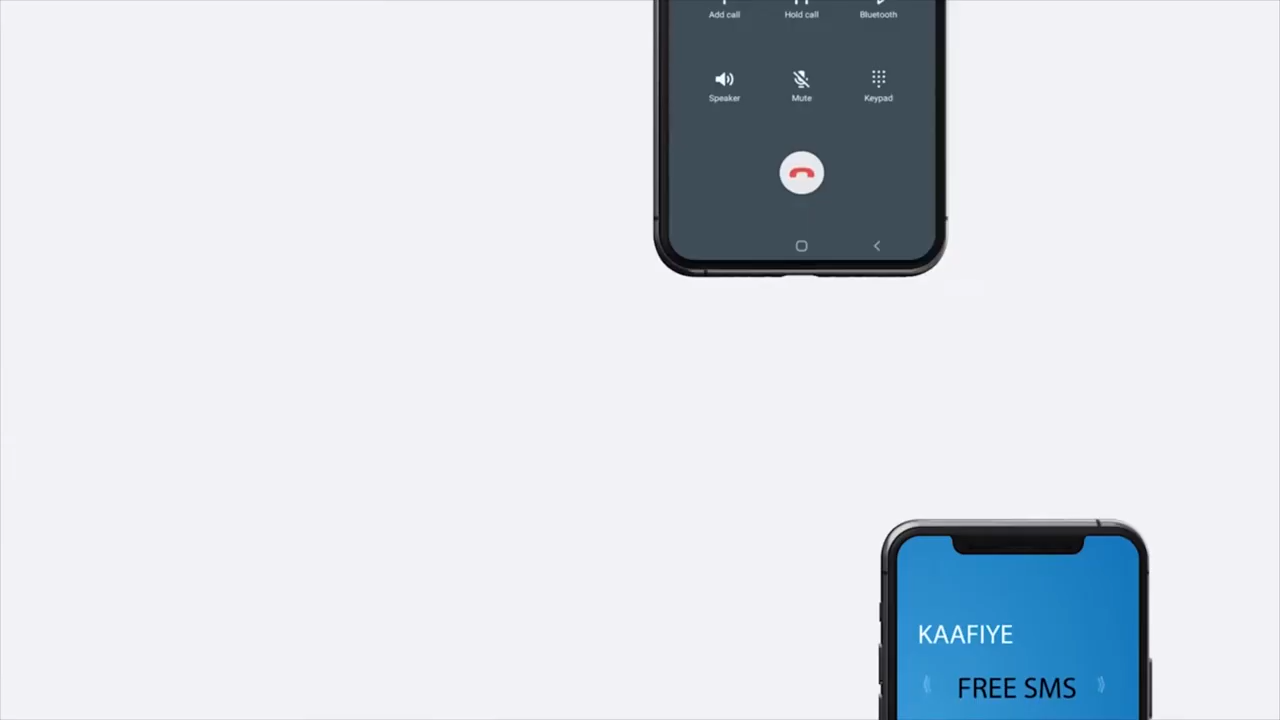 Add call Hold call Bluetooth
Speaker Mute Keypad
KAAFIYE
FREE SMS